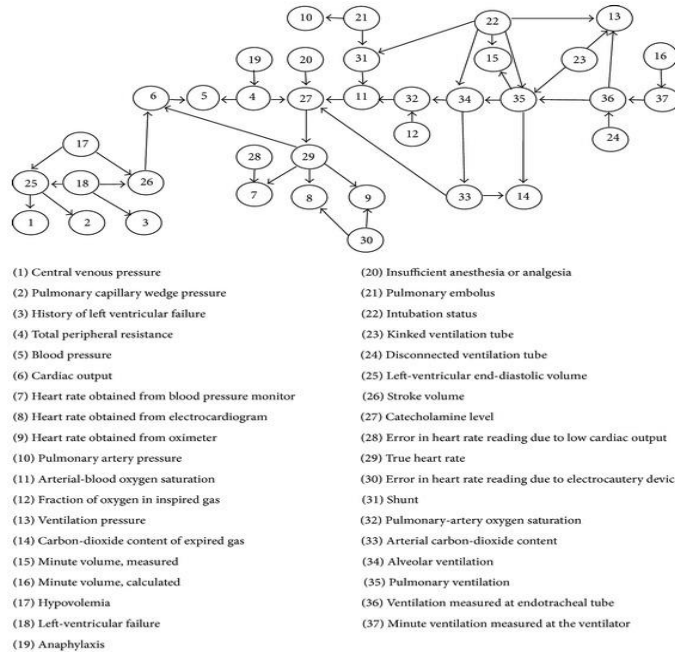 10 21 22 13
19 20 31 15 23 16
6 5 4 27 11 32 34 35 36 37
17 12 24
28 29
25 18 26 7 8 9 33 14
1 2 3
30
(1) Central venous pressure
(2) Pulmonary capillary wedge pressure
(3) History of left ventricular failure
(4) Total peripheral resistance
(5) Blood pressure
(6) Cardiac output
(7) Heart rate obtained from blood pressure monitor
(8) Heart rate obtained from electrocardiogram
(9) Heart rate obtained from oximeter
(10) Pulmonary artery pressure
(11) Arterial-blood oxygen saturation
(12) Fraction of oxygen in inspired gas
(13) Ventilation pressure
(14) Carbon-dioxide content of expired gas
(15) Minute volume, measured
(16) Minute volume, calculated
(17) Hypovolemia
(18) Left-ventricular failure
(19) Anaphylaxis
(20) Insufficient anesthesia or analgesia
(21) Pulmonary embolus
(22) Intubation status
(23) Kinked ventilation tube
(24) Disconnected ventilation tube
(25) Left-ventricular end-diastolic volume
(26) Stroke volume
(27) Catecholamine level
(28) Error in heart rate reading due to low cardiac output
(29) True heart rate
(30) Error in heart rate reading due to electrocautery devic
(31) Shunt
(32) Pulmonary-artery oxygen saturation
(33) Arterial carbon-dioxide content
(34) Alveolar ventilation
(35) Pulmonary ventilation
(36) Ventilation measured at endotracheal tube
(37) Minute ventilation measured at the ventilator